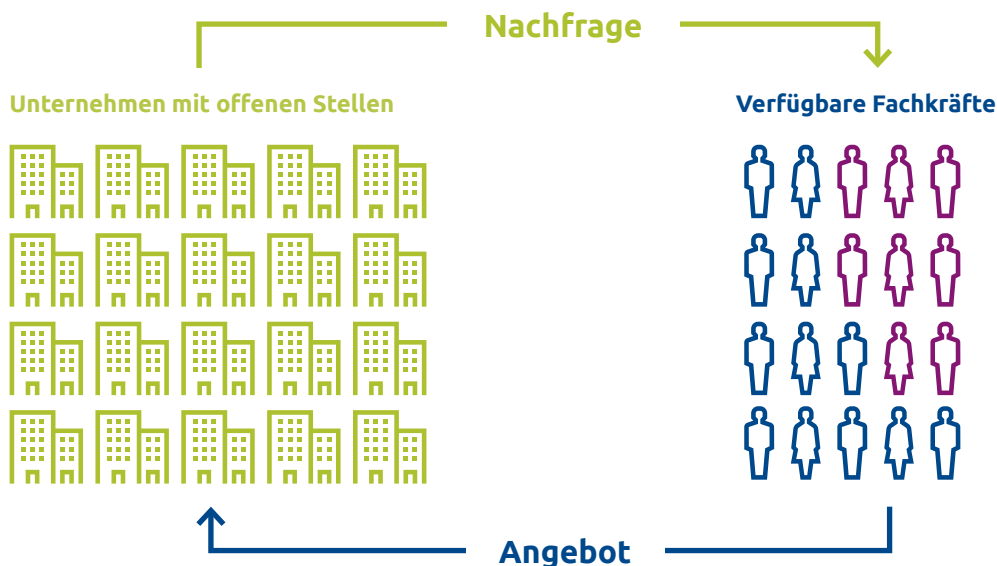 Nachfrage
Unternehmen mit offenen Stellen
Verfügbare Fachkräfte
Angebot